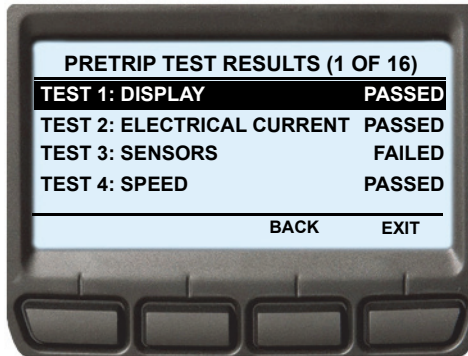 PRETRIP TEST RESULTS (1 OF 16)
TEST 1: DISPLAY PASSED
TEST 2: ELECTRICAL CURRENT PASSED
TEST 3: SENSORS FAILED
TEST 4: SPEED PASSED
BACK EXIT